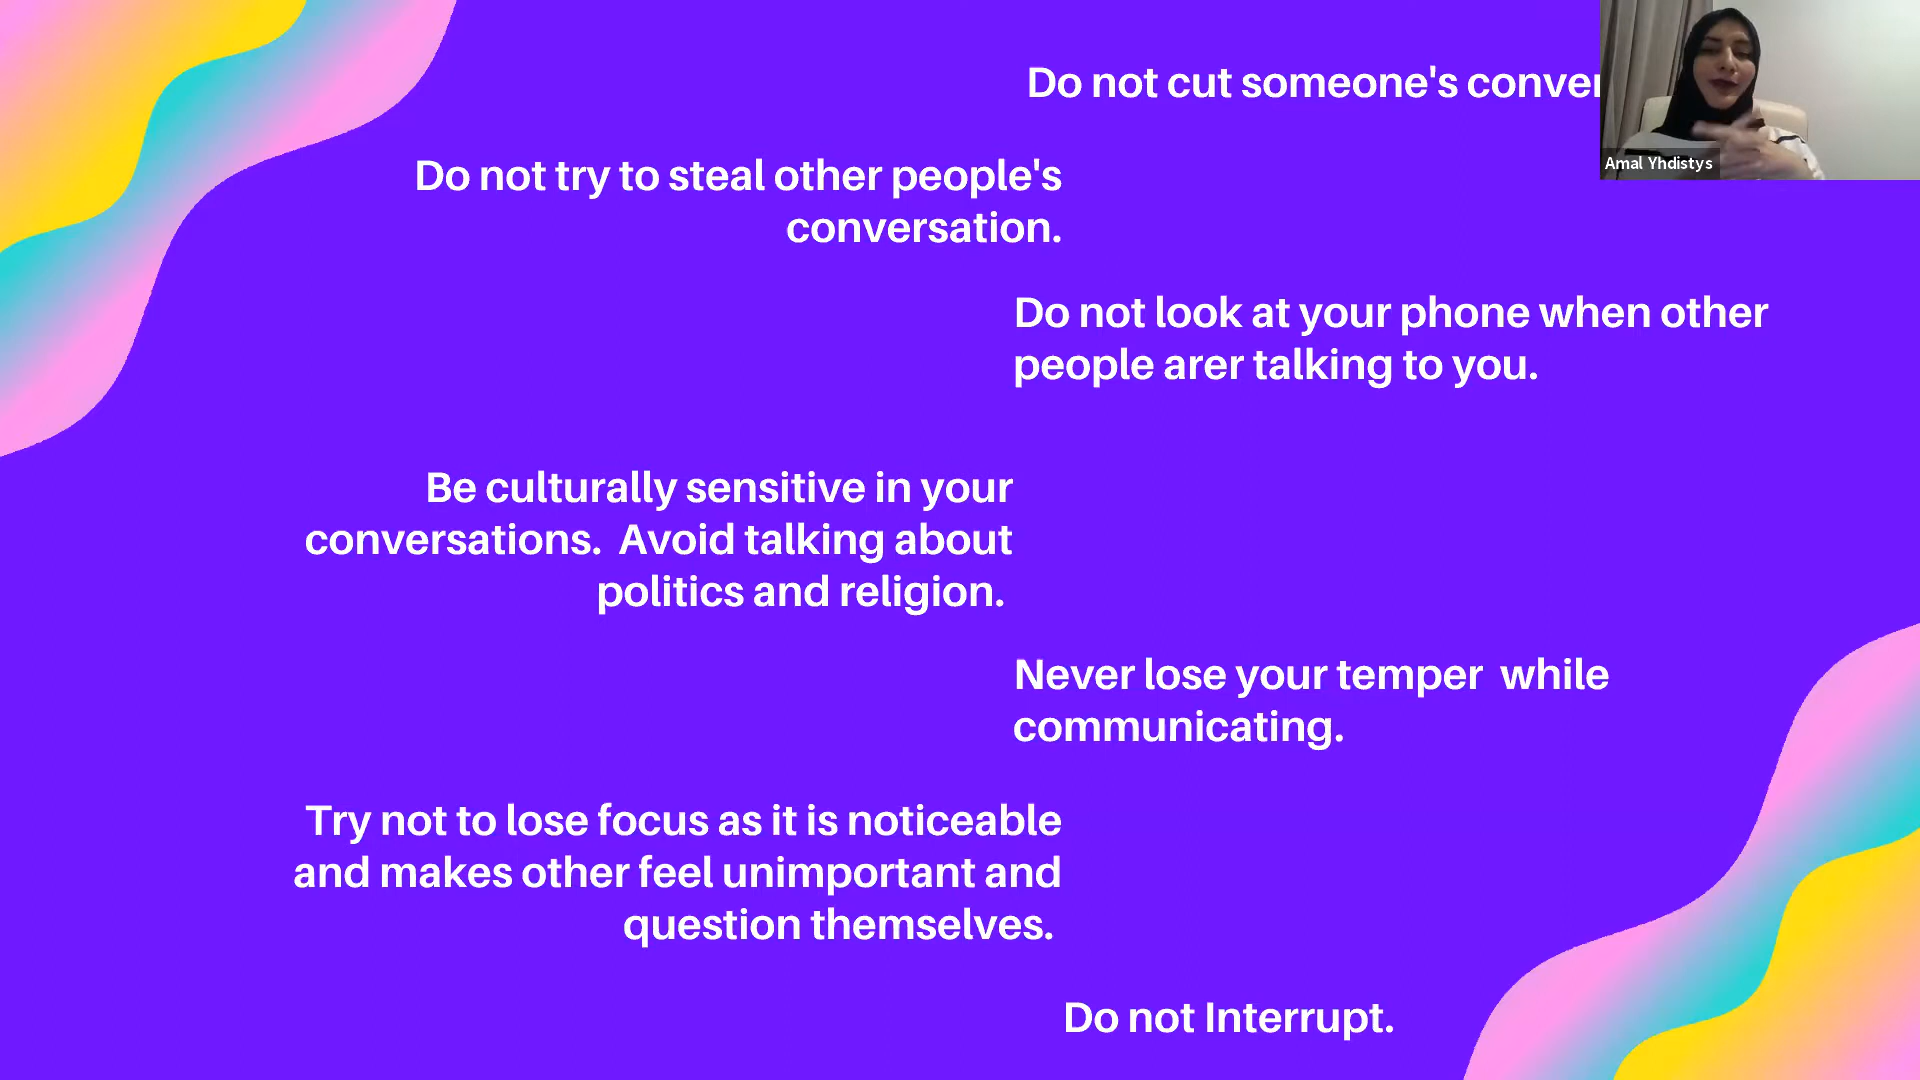 Do not cut someone's conver
Amal Yhdistys
Do not try to steal other people's
conversation.
Do not look at your phone when other
people arer talking to you.
Be culturally sensitive in your
conversations.  Avoid talking about
politics and religion.
Never lose your temper  while
communicating.
Try not to lose focus as it is noticeable
and makes other feel unimportant and
question themselves.
Do not Interrupt.